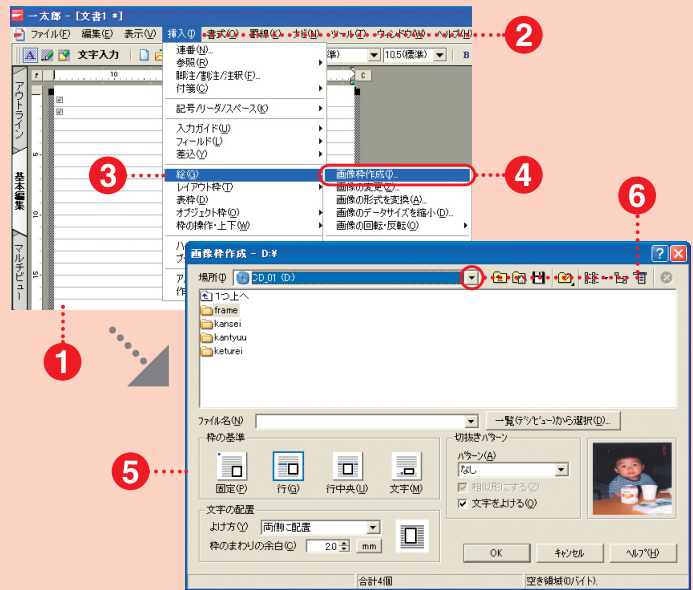 一太郎 - [文書1 *]
ファイル(F) 編集(E) 表示(V) 挿入(I) 書式(O) 罫線(K) ナビ(N) ツール(T) ウィンドウ(W) ヘルプ(H)
2
A 文字入力
準) 10.5(標準) B
r 10 c
連番(N)...
参照(R)
脚注/割注/注釈(F)...
付箋(C)
記号/リーダ/スペース(K)
入力ガイド(U)
フィールド(L)
差込(Y)
3
絵(G)
レイアウト枠(T)
表枠(D)
オブジェクト枠(O)
枠の操作・上下(W)
画像枠作成(I)...
4
画像の変更(Z)...
画像の形式を変換(A)...
画像のデータサイズを縮小(D)...
画像の回転・反転(O)
アウトライン
基本編集
マルチビュー
5
10
15
1
6
画像枠作成 - D:¥
場所(I) CD_01 (D:)
1つ上へ
frame
kansei
kantyuu
keturei
ファイル名(N)
一覧(デジビュー)から選択(D)...
5
枠の基準
固定(P) 行(G) 行中央(U) 文字(M)
文字の配置
よけ方(Y) 両側に配置
枠のまわりの余白(C) 2.0 mm
切抜きパターン
パターン(A)
なし
相似形にする(Z)
文字をよける(Q)
OK キャンセル ヘルプ(H)
合計4個 空き領域(0バイト).